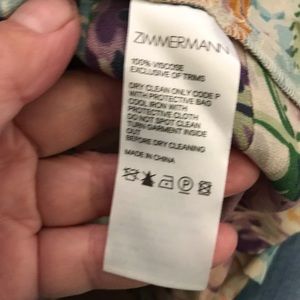 ZIMMERMANN
100% VISCOSE
EXCLUSIVE OF TRIMS
DRY CLEAN ONLY CODE P
WITH PROTECTIVE BAG
COOL IRON WITH
PROTECTIVE CLOTH
DO NOT SPOT CLEAN
TURN GARMENT INSIDE
OUT
BEFORE DRY CLEANING
MADE IN CHINA
P